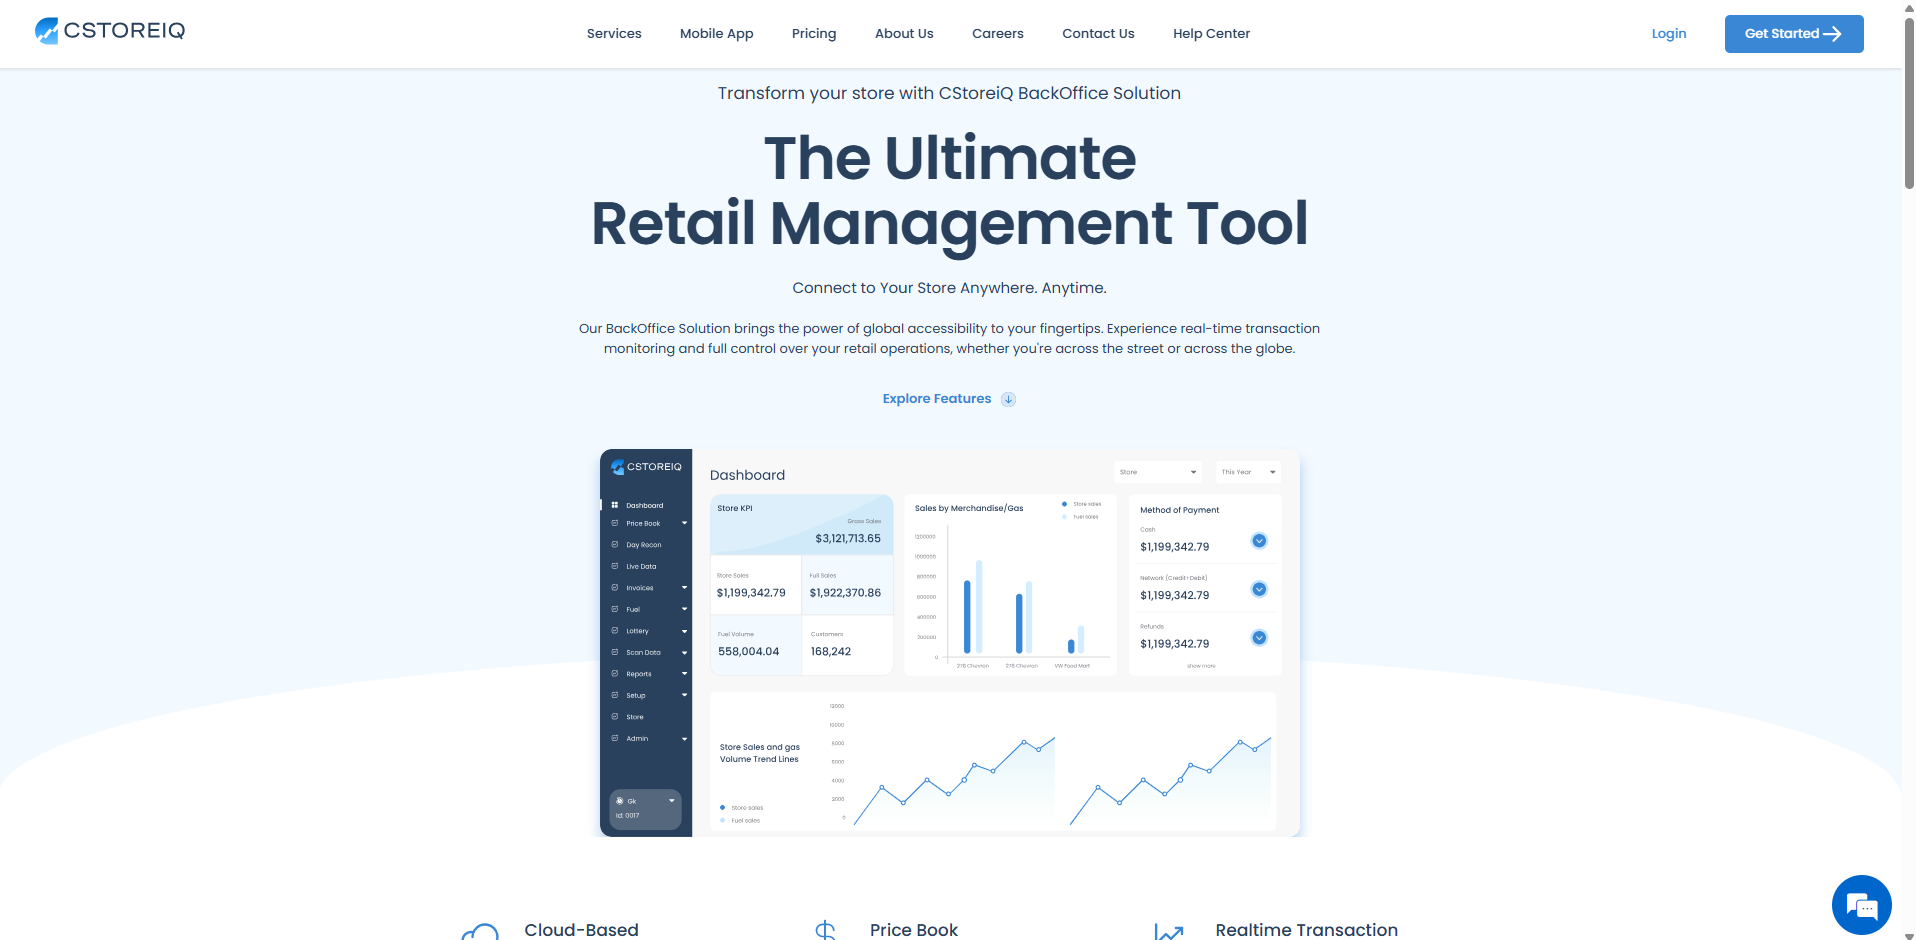 CSTOREIQ
Services
Mobile App
Pricing
About Us
Careers
Contact Us
Help Center
Login
Get Started
Transform your store with CStoreiQ BackOffice Solution
The Ultimate
Retail Management Tool
Connect to Your Store Anywhere. Anytime.
Our BackOffice Solution brings the power of global accessibility to your fingertips. Experience real-time transaction
monitoring and full control over your retail operations, whether you're across the street or across the globe.
Explore Features
CSTOREIQ
Dashboard
Price Book
Day Recon
Live Data
Invoices
Fuel
Lottery
Scan Data
Reports
Setup
Store
Admin
Gk
Id: 0017
Dashboard
Store
This Year
Store KPI
Gross Sales
$3,121,713.65
Store Sales
$1,199,342.79
Full Sales
$1,922,370.86
Fuel Volume
558,004.04
Customers
168,242
Sales by Merchandise/Gas
Store sales
Fuel sales
1200000
1000000
800000
600000
400000
200000
0
278 Chevron
278 Chevron
VW Food Mart
Method of Payment
Cash
$1,199,342.79
Network (Credit+Debit)
$1,199,342.79
Refunds
$1,199,342.79
show more
Store Sales and gas
Volume Trend Lines
Store sales
Fuel sales
12000
10000
8000
6000
4000
2000
0
Cloud-Based
Price Book
Realtime Transaction